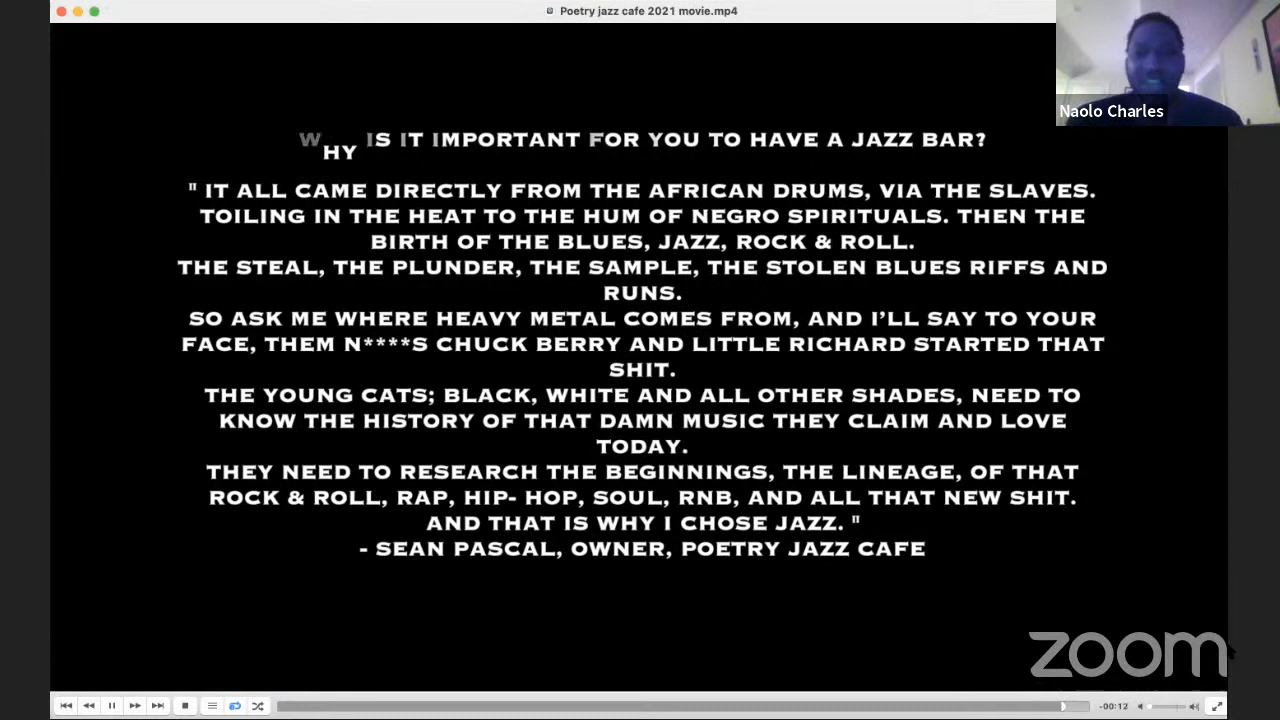 Poetry jazz cafe 2021 movie.mp4
Naolo Charles
WHY IS IT IMPORTANT FOR YOU TO HAVE A JAZZ BAR?
" IT ALL CAME DIRECTLY FROM THE AFRICAN DRUMS, VIA THE SLAVES.
TOILING IN THE HEAT TO THE HUM OF NEGRO SPIRITUALS. THEN THE
BIRTH OF THE BLUES, JAZZ, ROCK & ROLL.
THE STEAL, THE PLUNDER, THE SAMPLE, THE STOLEN BLUES RIFFS AND
RUNS.
SO ASK ME WHERE HEAVY METAL COMES FROM, AND I’LL SAY TO YOUR
FACE, THEM N****S CHUCK BERRY AND LITTLE RICHARD STARTED THAT
SHIT.
THE YOUNG CATS; BLACK, WHITE AND ALL OTHER SHADES, NEED TO
KNOW THE HISTORY OF THAT DAMN MUSIC THEY CLAIM AND LOVE
TODAY.
THEY NEED TO RESEARCH THE BEGINNINGS, THE LINEAGE, OF THAT
ROCK & ROLL, RAP, HIP- HOP, SOUL, RNB, AND ALL THAT NEW SHIT.
AND THAT IS WHY I CHOSE JAZZ. "
- SEAN PASCAL, OWNER, POETRY JAZZ CAFE
zoom
-00:12